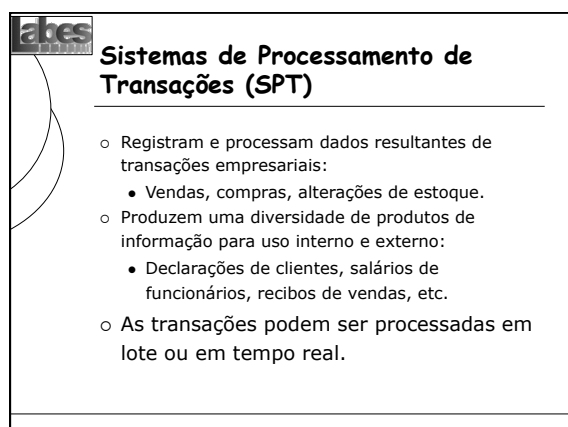 Labes
Sistemas de Processamento de
Transações (SPT)
Registram e processam dados resultantes de
transações empresariais:
Vendas, compras, alterações de estoque.
Produzem uma diversidade de produtos de
informação para uso interno e externo:
Declarações de clientes, salários de
funcionários, recibos de vendas, etc.
As transações podem ser processadas em
lote ou em tempo real.